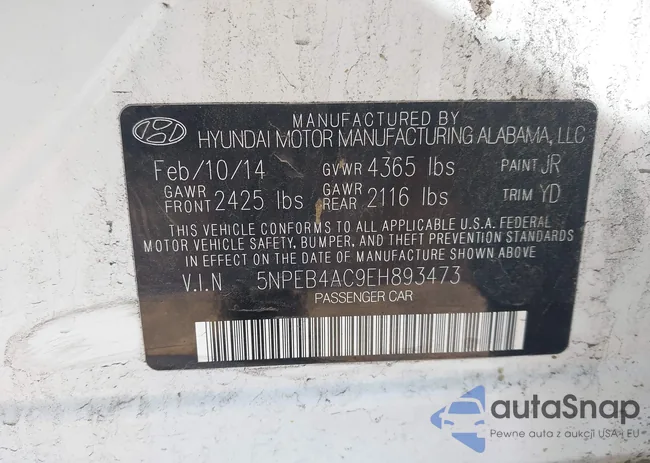 MANUFACTURED BY
HYUNDAI MOTOR MANUFACTURING ALABAMA, LLC
Feb/10/14 GVWR 4365 lbs PAINT JR
GAWR FRONT 2425 lbs GAWR REAR 2116 lbs TRIM YD
THIS VEHICLE CONFORMS TO ALL APPLICABLE U.S.A. FEDERAL
MOTOR VEHICLE SAFETY, BUMPER, AND THEFT PREVENTION STANDARDS
IN EFFECT ON THE DATE OF MANUFACTURE SHOWN ABOVE
V.I.N 5NPEB4AC9EH893473
PASSENGER CAR
autaSnap
Pewne auta z aukcji USA i EU